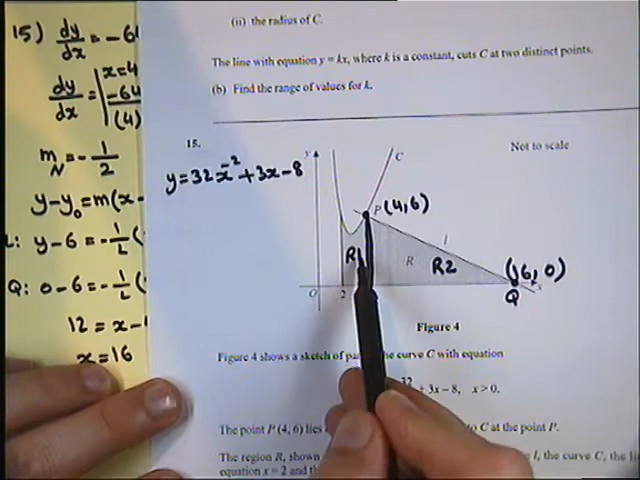 (ii) the radius of C.
The line with equation y = kx, where k is a constant, cuts C at two distinct points.
(b) Find the range of values for k.
15.
Not to scale
y
C
y=32x⁻²+3x-8
P (4,6)
l
R1
R
R2
(16,0)
O
2
Q
x
Figure 4
Figure 4 shows a sketch of par the curve C with equation
+ 3x – 8, x > 0.
The point P (4, 6) lies to C at the point P.
The region R, shown l, the curve C, the lin
equation x = 2 and th
15) dy/dx = -64
dy/dx | x=4 = -64/(4)
m_N = -1/2
y-y₀=m(x-
y-6=-1/2(
Q: 0-6=-1/2(
12=x-
x=16